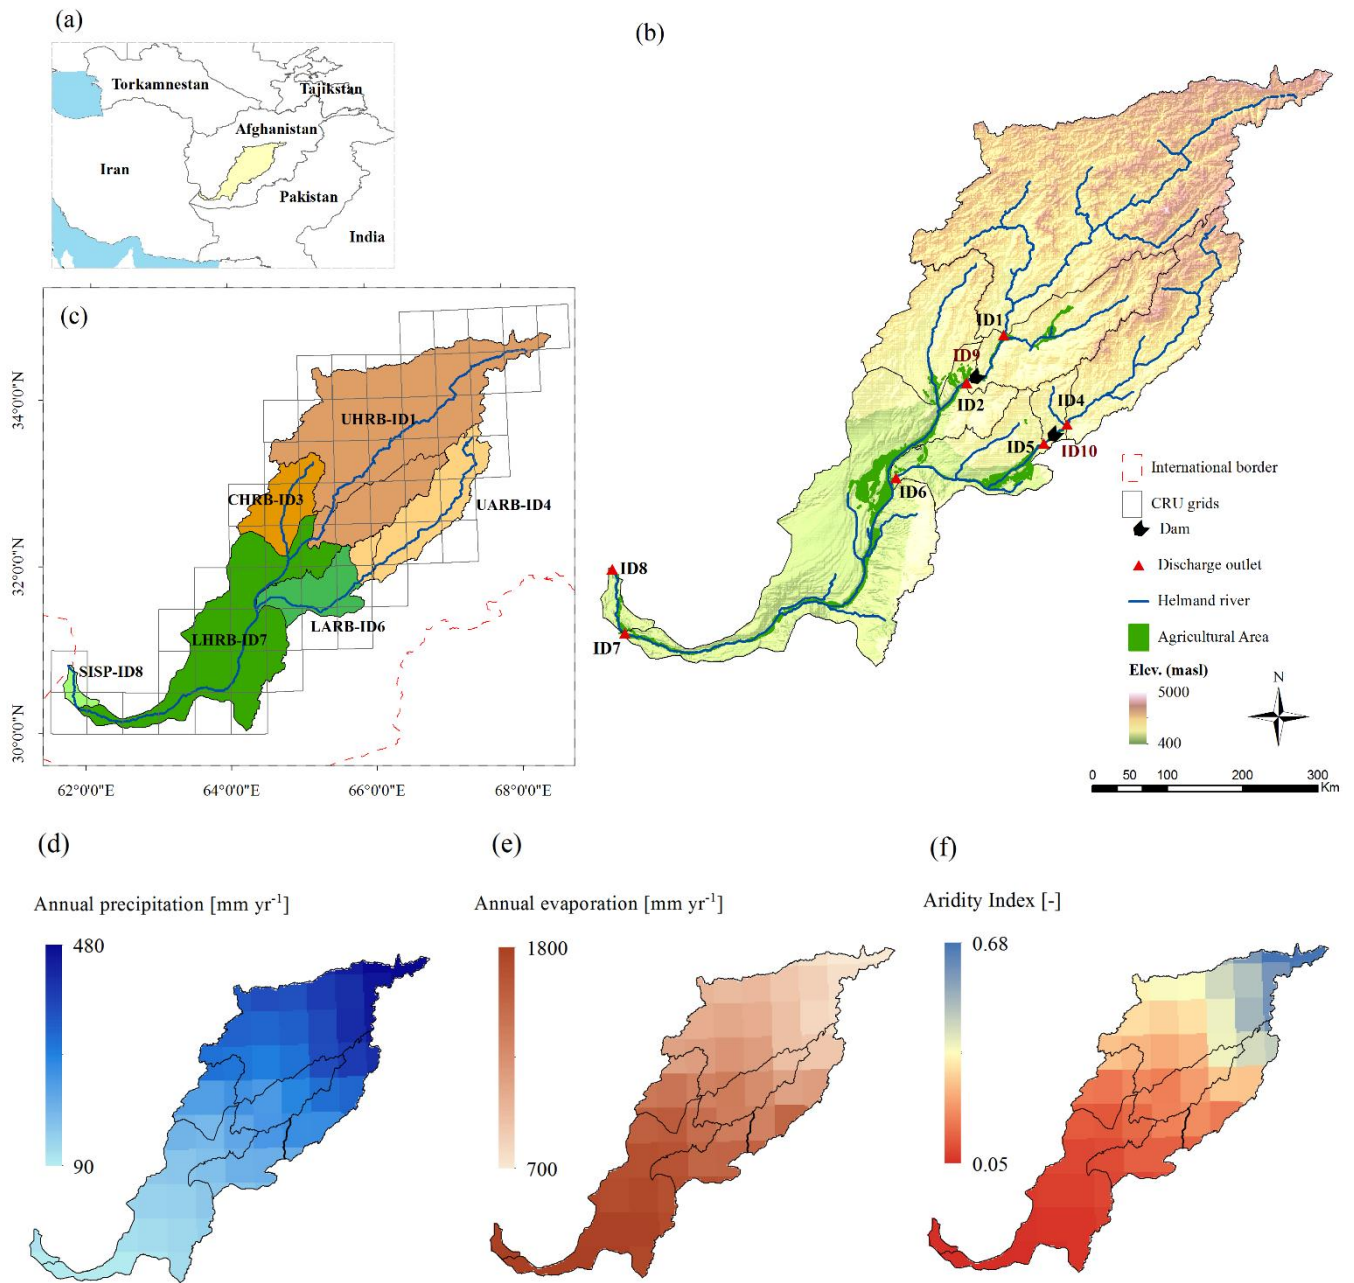 (a)
Torkamnestan
Tajikstan
Afghanistan
Iran
Pakistan
India
(b)
ID1
ID9
ID2
ID4
ID5
ID10
ID6
ID8
ID7
International border
CRU grids
Dam
Discharge outlet
Helmand river
Agricultural Area
Elev. (masl)
5000
400
N
0 50 100 200 300
Km
(c)
34°0'0"N
32°0'0"N
30°0'0"N
UHRB-ID1
CHRB-ID3
UARB-ID4
LARB-ID6
LHRB-ID7
SISP-ID8
62°0'0"E 64°0'0"E 66°0'0"E 68°0'0"E
(d)
Annual precipitation [mm yr-1]
480
90
(e)
Annual evaporation [mm yr-1]
1800
700
(f)
Aridity Index [-]
0.68
0.05